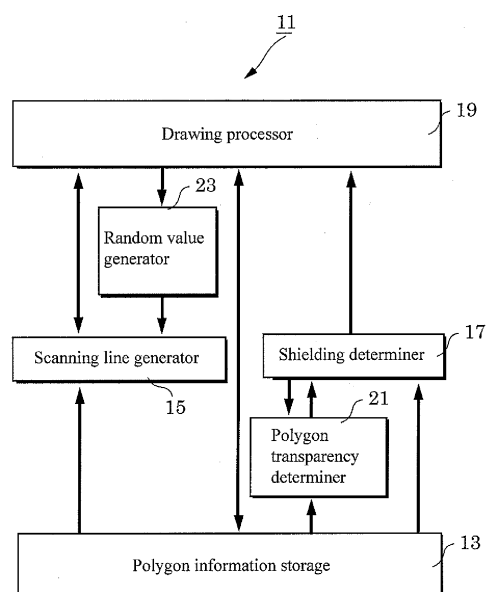 11
Drawing processor
19
23
Random value
generator
Scanning line generator
15
Shielding determiner
17
21
Polygon
transparency
determiner
Polygon information storage
13